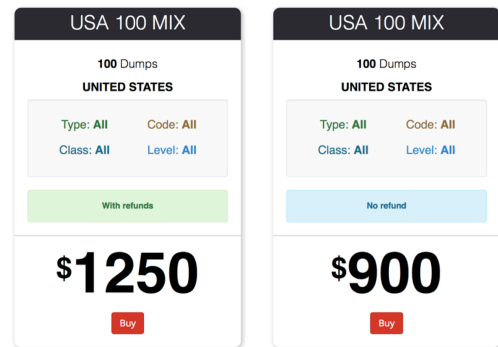 USA 100 MIX
100 Dumps
UNITED STATES
Type: All Code: All
Class: All Level: All
With refunds
$1250
Buy
USA 100 MIX
100 Dumps
UNITED STATES
Type: All Code: All
Class: All Level: All
No refund
$900
Buy